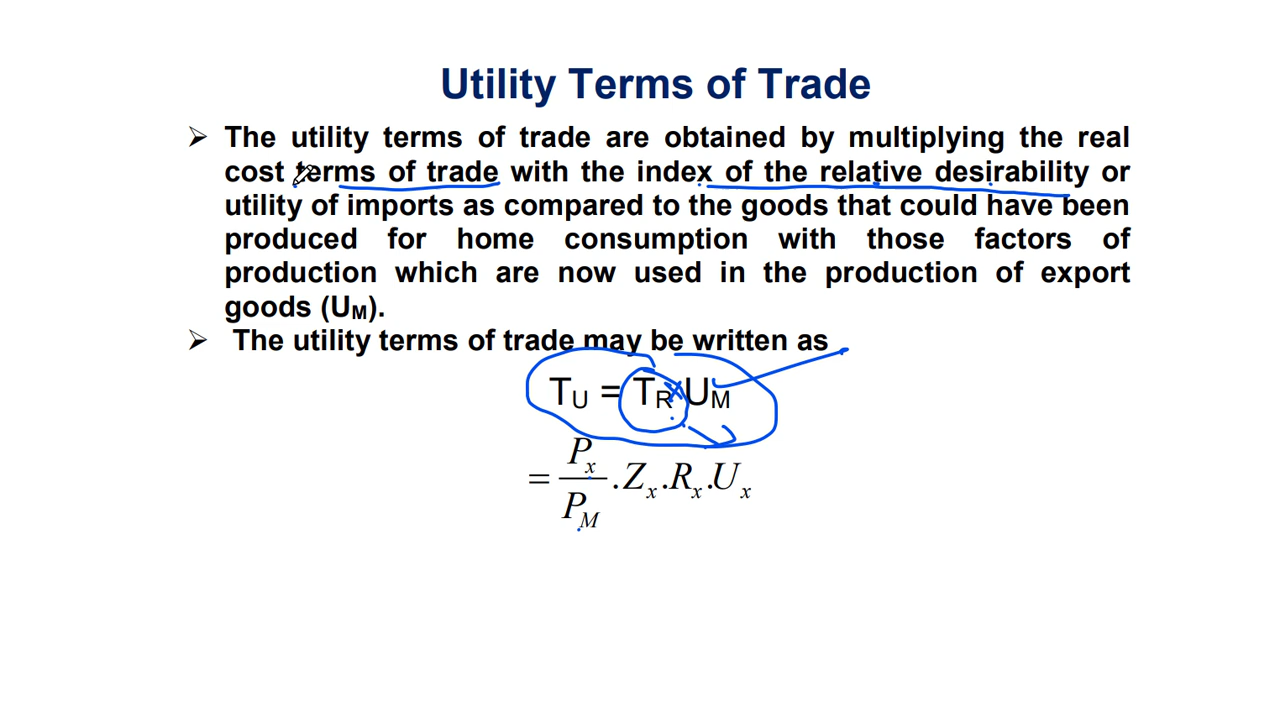 Utility Terms of Trade
➢ The utility terms of trade are obtained by multiplying the real
cost terms of trade with the index of the relative desirability or
utility of imports as compared to the goods that could have been
produced for home consumption with those factors of
production which are now used in the production of export
goods (UM).
➢ The utility terms of trade may be written as
TU = TR × UM
= Px/PM .Zx.Rx.Ux